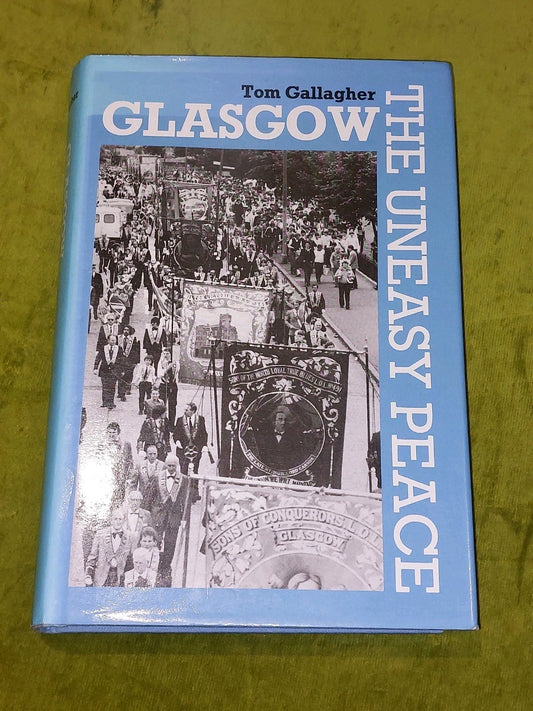 Tom Gallagher
GLASGOW
THE UNEASY PEACE
SONS OF CONQUERORS L.O.L.
GLASGOW